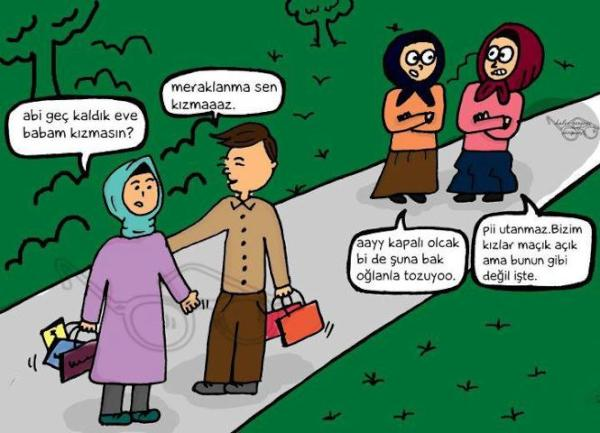 abi geç kaldık eve
babam kızmasın?
meraklanma sen
kızmaaaz.
aayy kapalı olcak
bi de şuna bak
oğlanla tozuyoo.
pii utanmaz.Bizim
kızlar maçık açık
ama bunun gibi
değil işte.